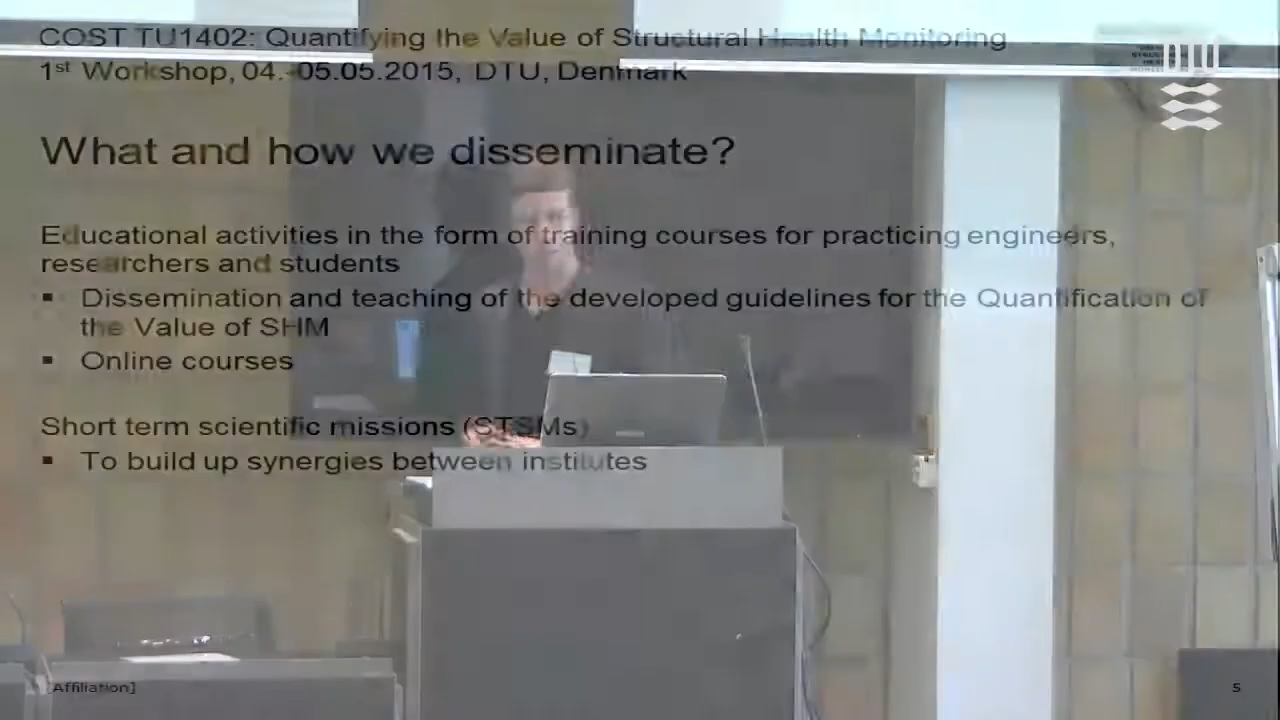 COST TU1402: Quantifying the Value of Structural Health Monitoring
1st Workshop, 04.-05.05.2015, DTU, Denmark
DTU
What and how we disseminate?
Educational activities in the form of training courses for practicing engineers,
researchers and students
▪ Dissemination and teaching of the developed guidelines for the Quantification of
the Value of SHM
▪ Online courses
Short term scientific missions (STSMs)
▪ To build up synergies between institutes
[Affiliation]
5